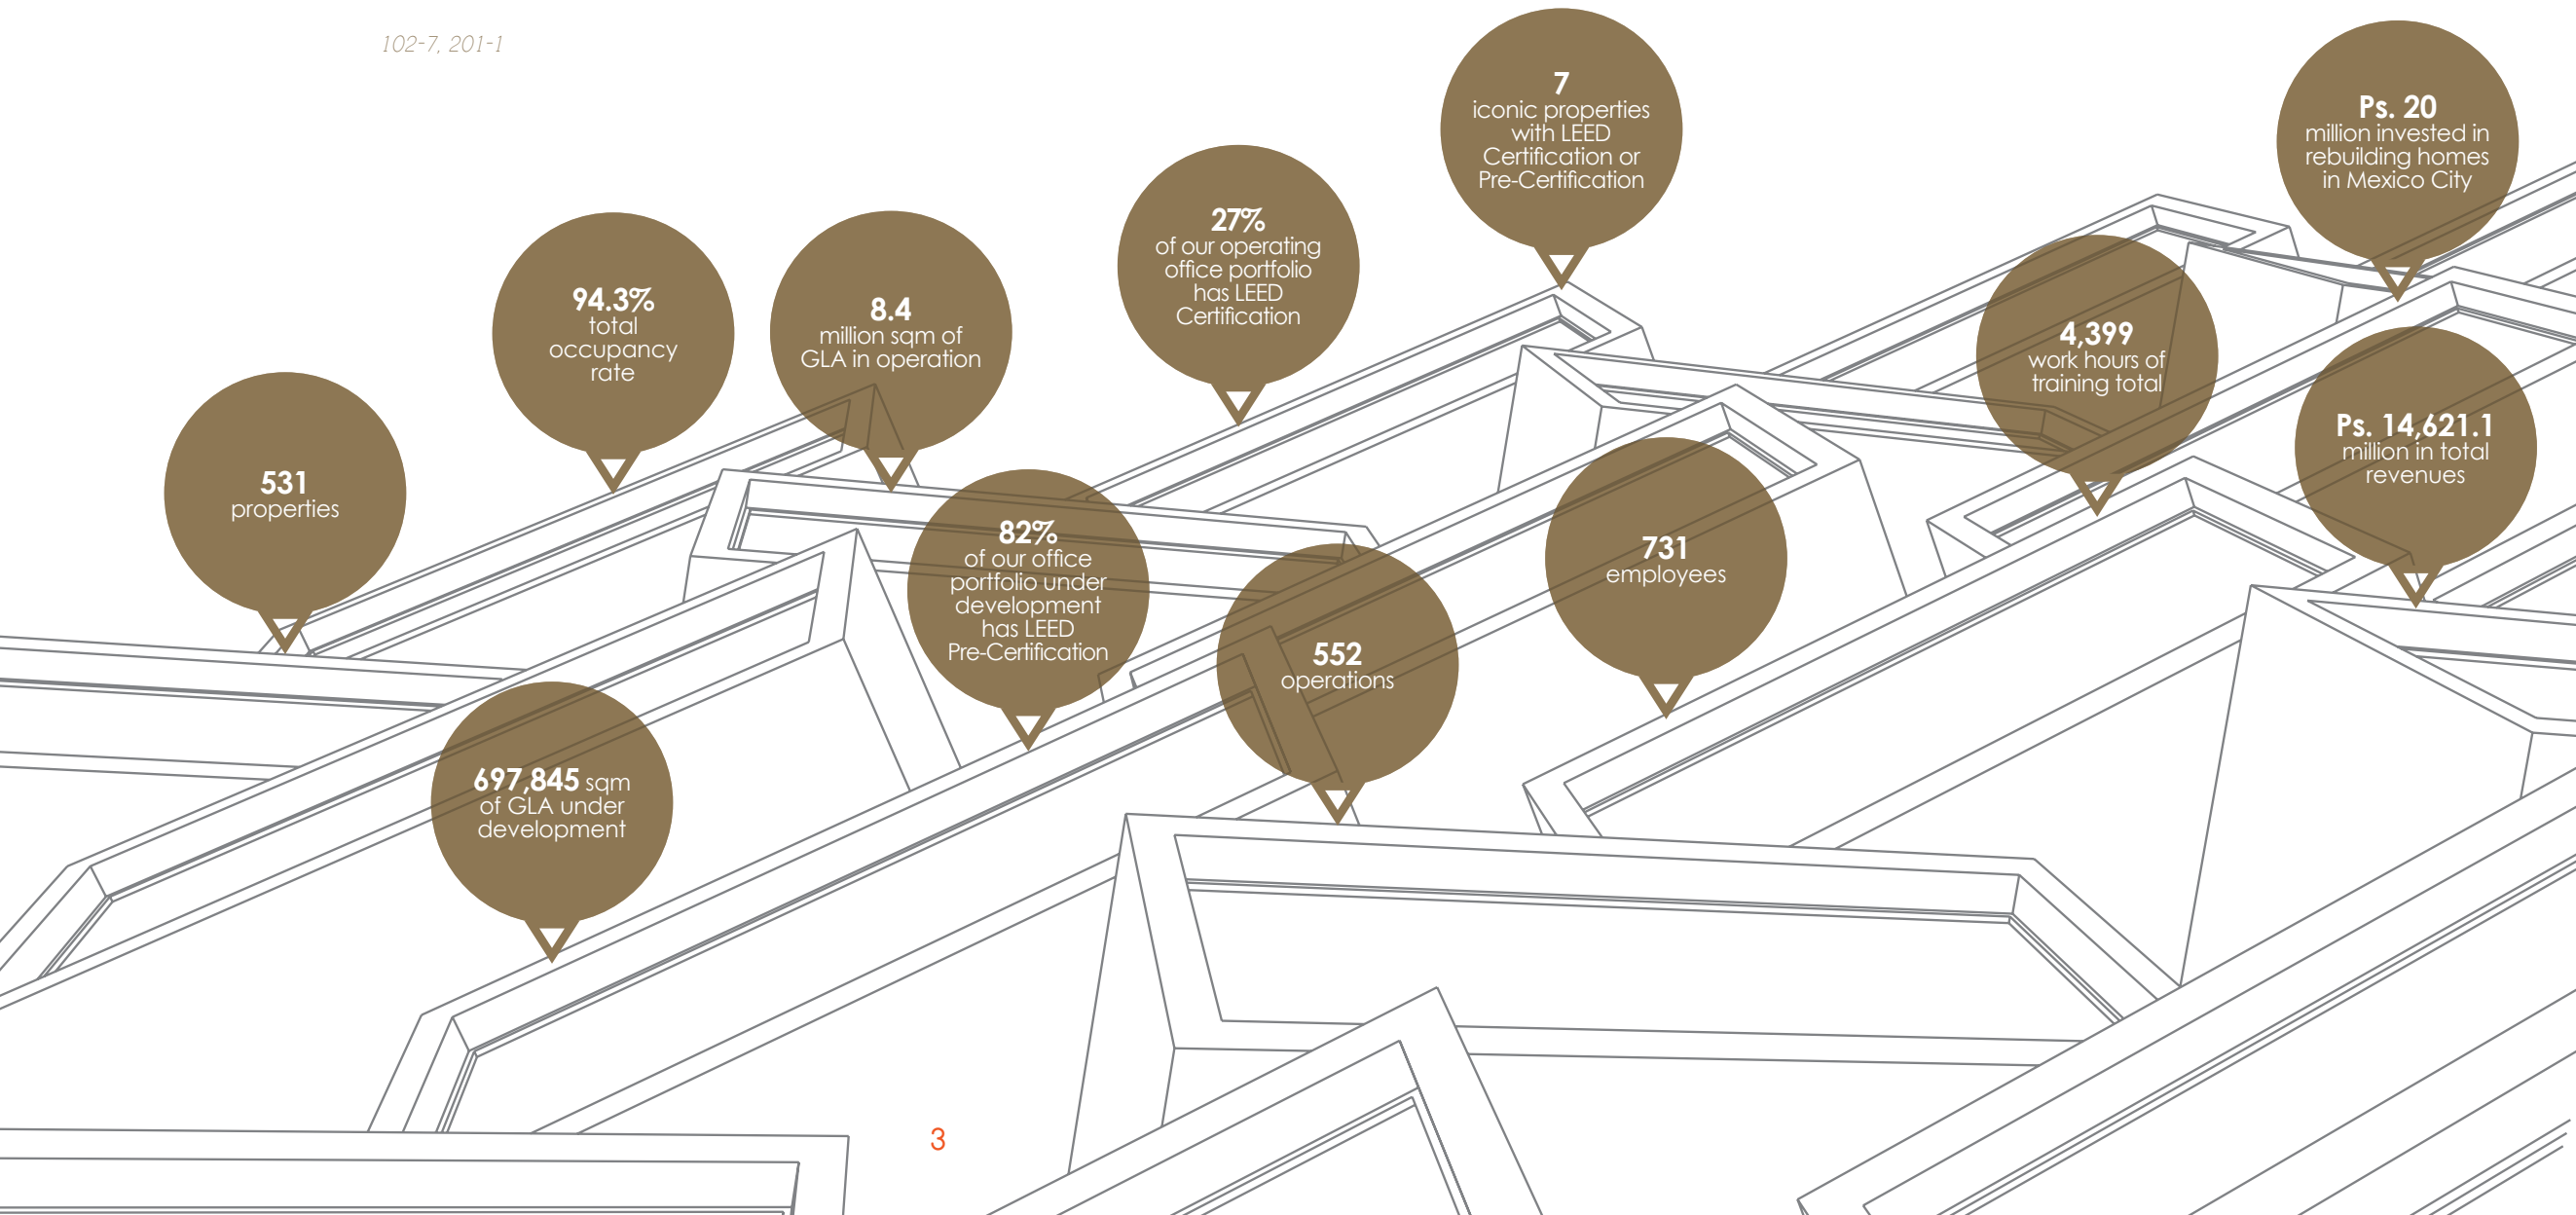 102-7, 201-1
531
properties
94.3%
total
occupancy
rate
8.4
million sqm of
GLA in operation
27%
of our operating
office portfolio
has LEED
Certification
7
iconic properties
with LEED
Certification or
Pre-Certification
Ps. 20
million invested in
rebuilding homes
in Mexico City
4,399
work hours of
training total
Ps. 14,621.1
million in total
revenues
697,845 sqm
of GLA under
development
82%
of our office
portfolio under
development
has LEED
Pre-Certification
552
operations
731
employees
3